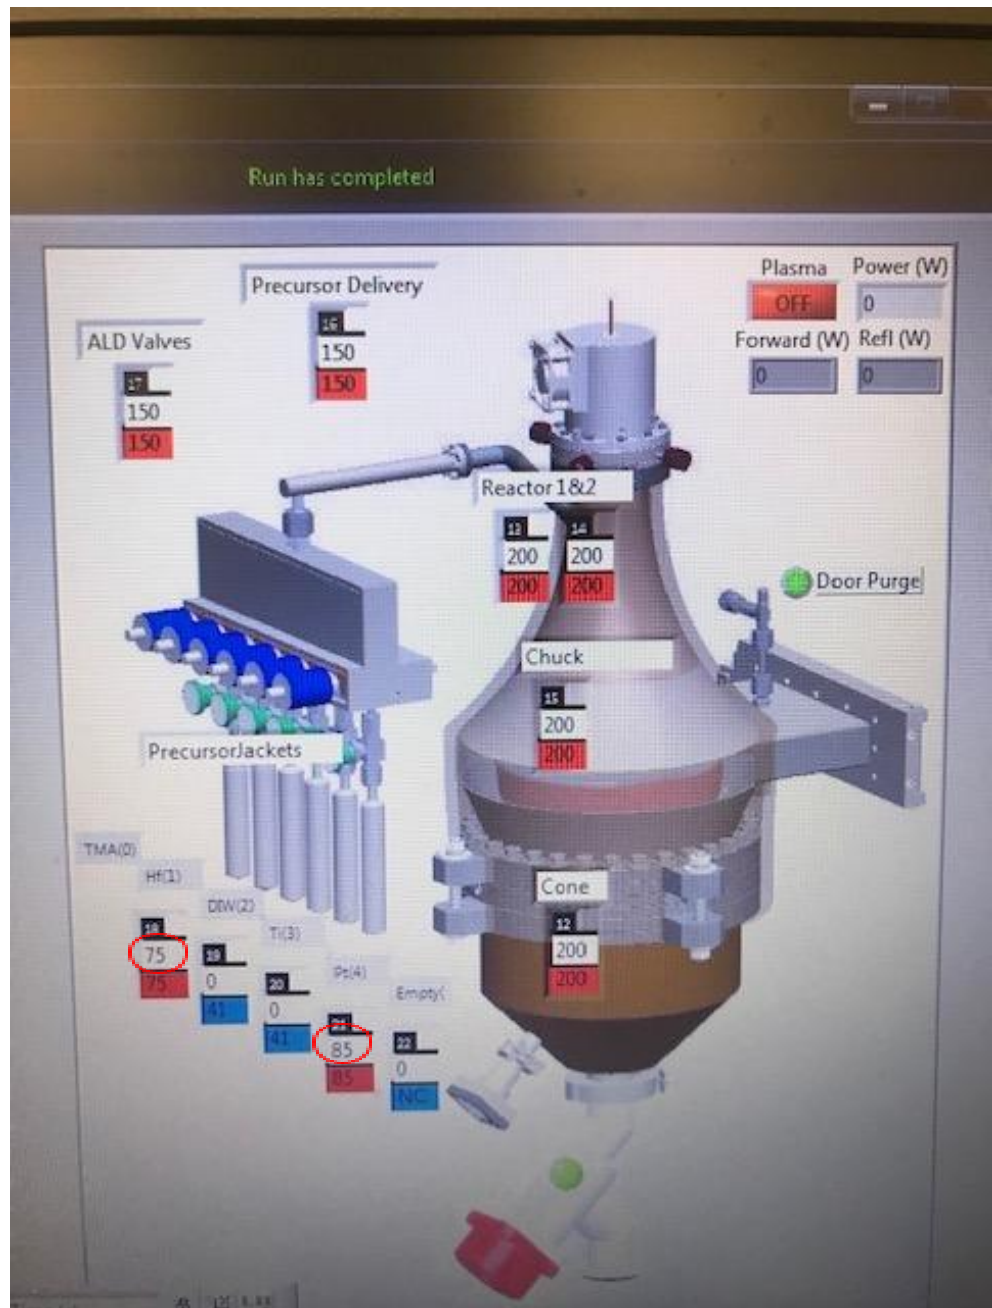 Run has completed
Plasma
Power (W)
OFF
0
Forward (W)
Refl (W)
0
0
Precursor Delivery
16
150
150
ALD Valves
17
150
150
Reactor 1&2
13
14
200
200
200
200
Door Purge
Chuck
15
200
200
PrecursorJackets
Cone
12
200
200
TMA(0)
Hf(1)
DIW(2)
Ti(3)
Pt(4)
Empty(
18
75
75
19
0
41
20
0
41
21
85
85
22
0
NC